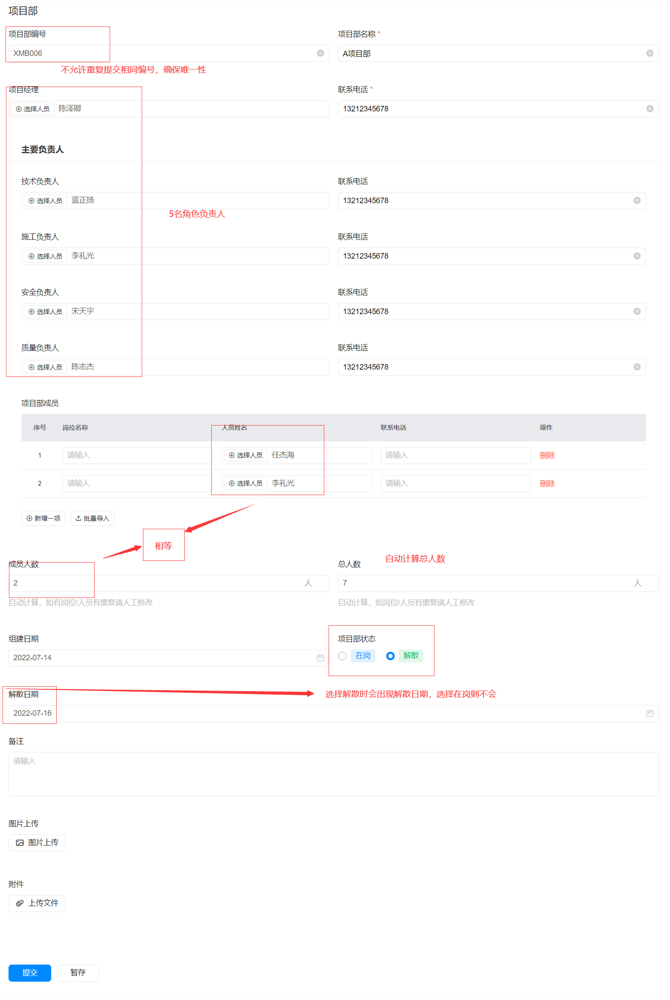 项目部
项目部编号
项目部名称 *
XMB006
A项目部
不允许重复提交相同编号，确保唯一性
项目经理
联系电话 *
选择人员 陈泽卿
13212345678
主要负责人
技术负责人
联系电话
选择人员 蓝正扬
13212345678
5名角色负责人
施工负责人
联系电话
选择人员 李礼光
13212345678
安全负责人
联系电话
选择人员 宋天宇
13212345678
质量负责人
联系电话
选择人员 陈志杰
13212345678
项目部成员
序号 岗位名称 人员姓名 联系电话 操作
1 请输入 选择人员 任杰海 请输入 删除
2 请输入 选择人员 李礼光 请输入 删除
新增一项 批量导入
相等
成员人数
总人数
自动计算总人数
2 人
7 人
自动计算，如有岗位/人员有重复请人工修改
自动计算，如岗位/人员有重复请人工修改
组建日期
项目部状态
2022-07-14
在岗 解散
解散日期
选择解散时会出现解散日期，选择在岗则不会
2022-07-16
备注
请输入
图片上传
图片上传
附件
上传文件
提交 暂存